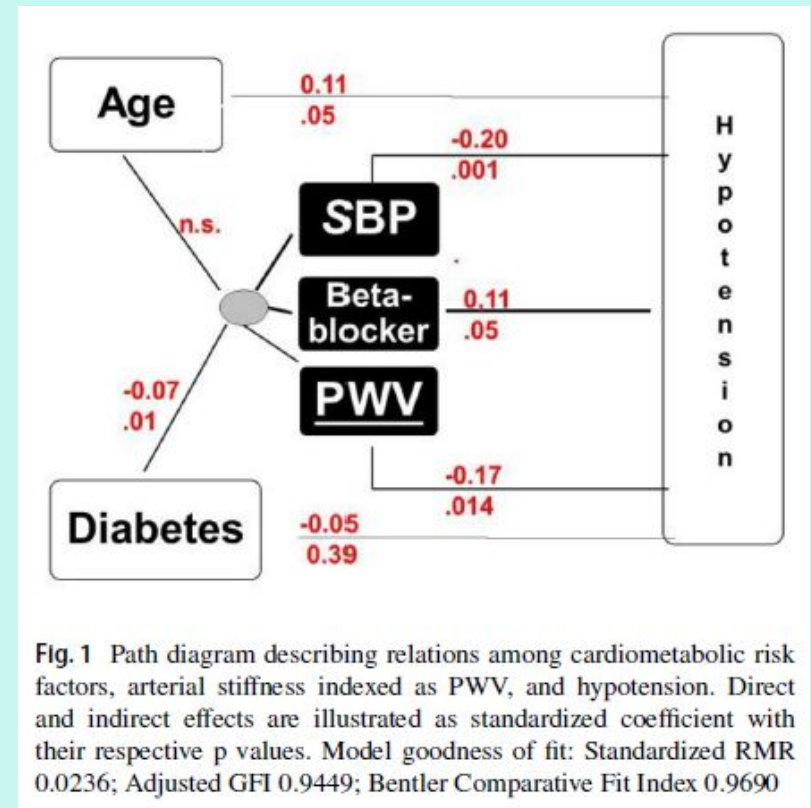 Age
0.11
.05
-0.20
.001
n.s.
SBP
Beta-
blocker
0.11
.05
PWV
-0.07
.01
-0.17
.014
Diabetes
-0.05
0.39
H
y
p
o
t
e
n
s
i
o
n
Fig. 1 Path diagram describing relations among cardiometabolic risk
factors, arterial stiffness indexed as PWV, and hypotension. Direct
and indirect effects are illustrated as standardized coefficient with
their respective p values. Model goodness of fit: Standardized RMR
0.0236; Adjusted GFI 0.9449; Bentler Comparative Fit Index 0.9690